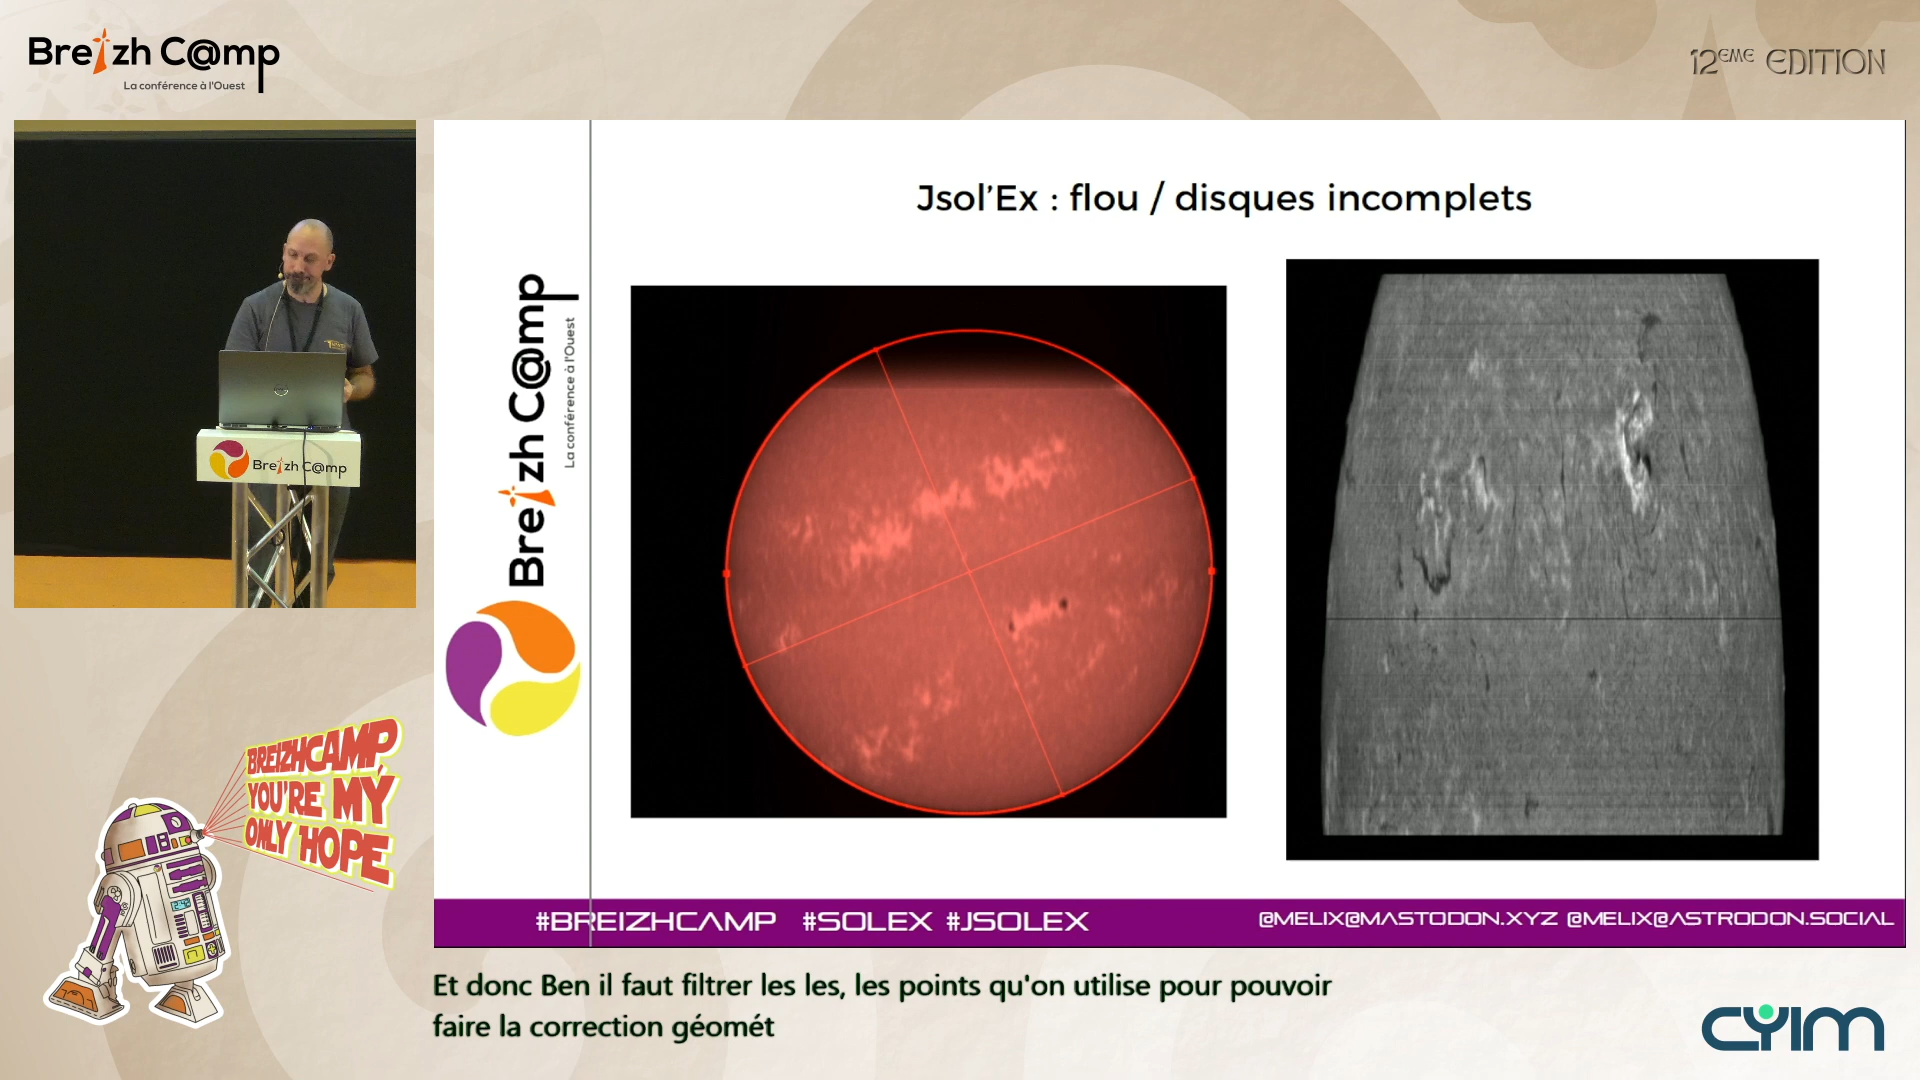 Breizh C@mp
La conférence à l'Ouest
12EME EDITION
Breizh C@mp
BREIZHCAMP,
YOU'RE MY
ONLY HOPE
Breizh C@mp
La conférence à l'Ouest
Jsol'Ex : flou / disques incomplets
#BREIZHCAMP #SOLEX #JSOLEX
@MELIX@MASTODON.XYZ @MELIX@ASTRODON.SOCIAL
Et donc Ben il faut filtrer les les, les points qu'on utilise pour pouvoir
faire la correction géomét
CYIM